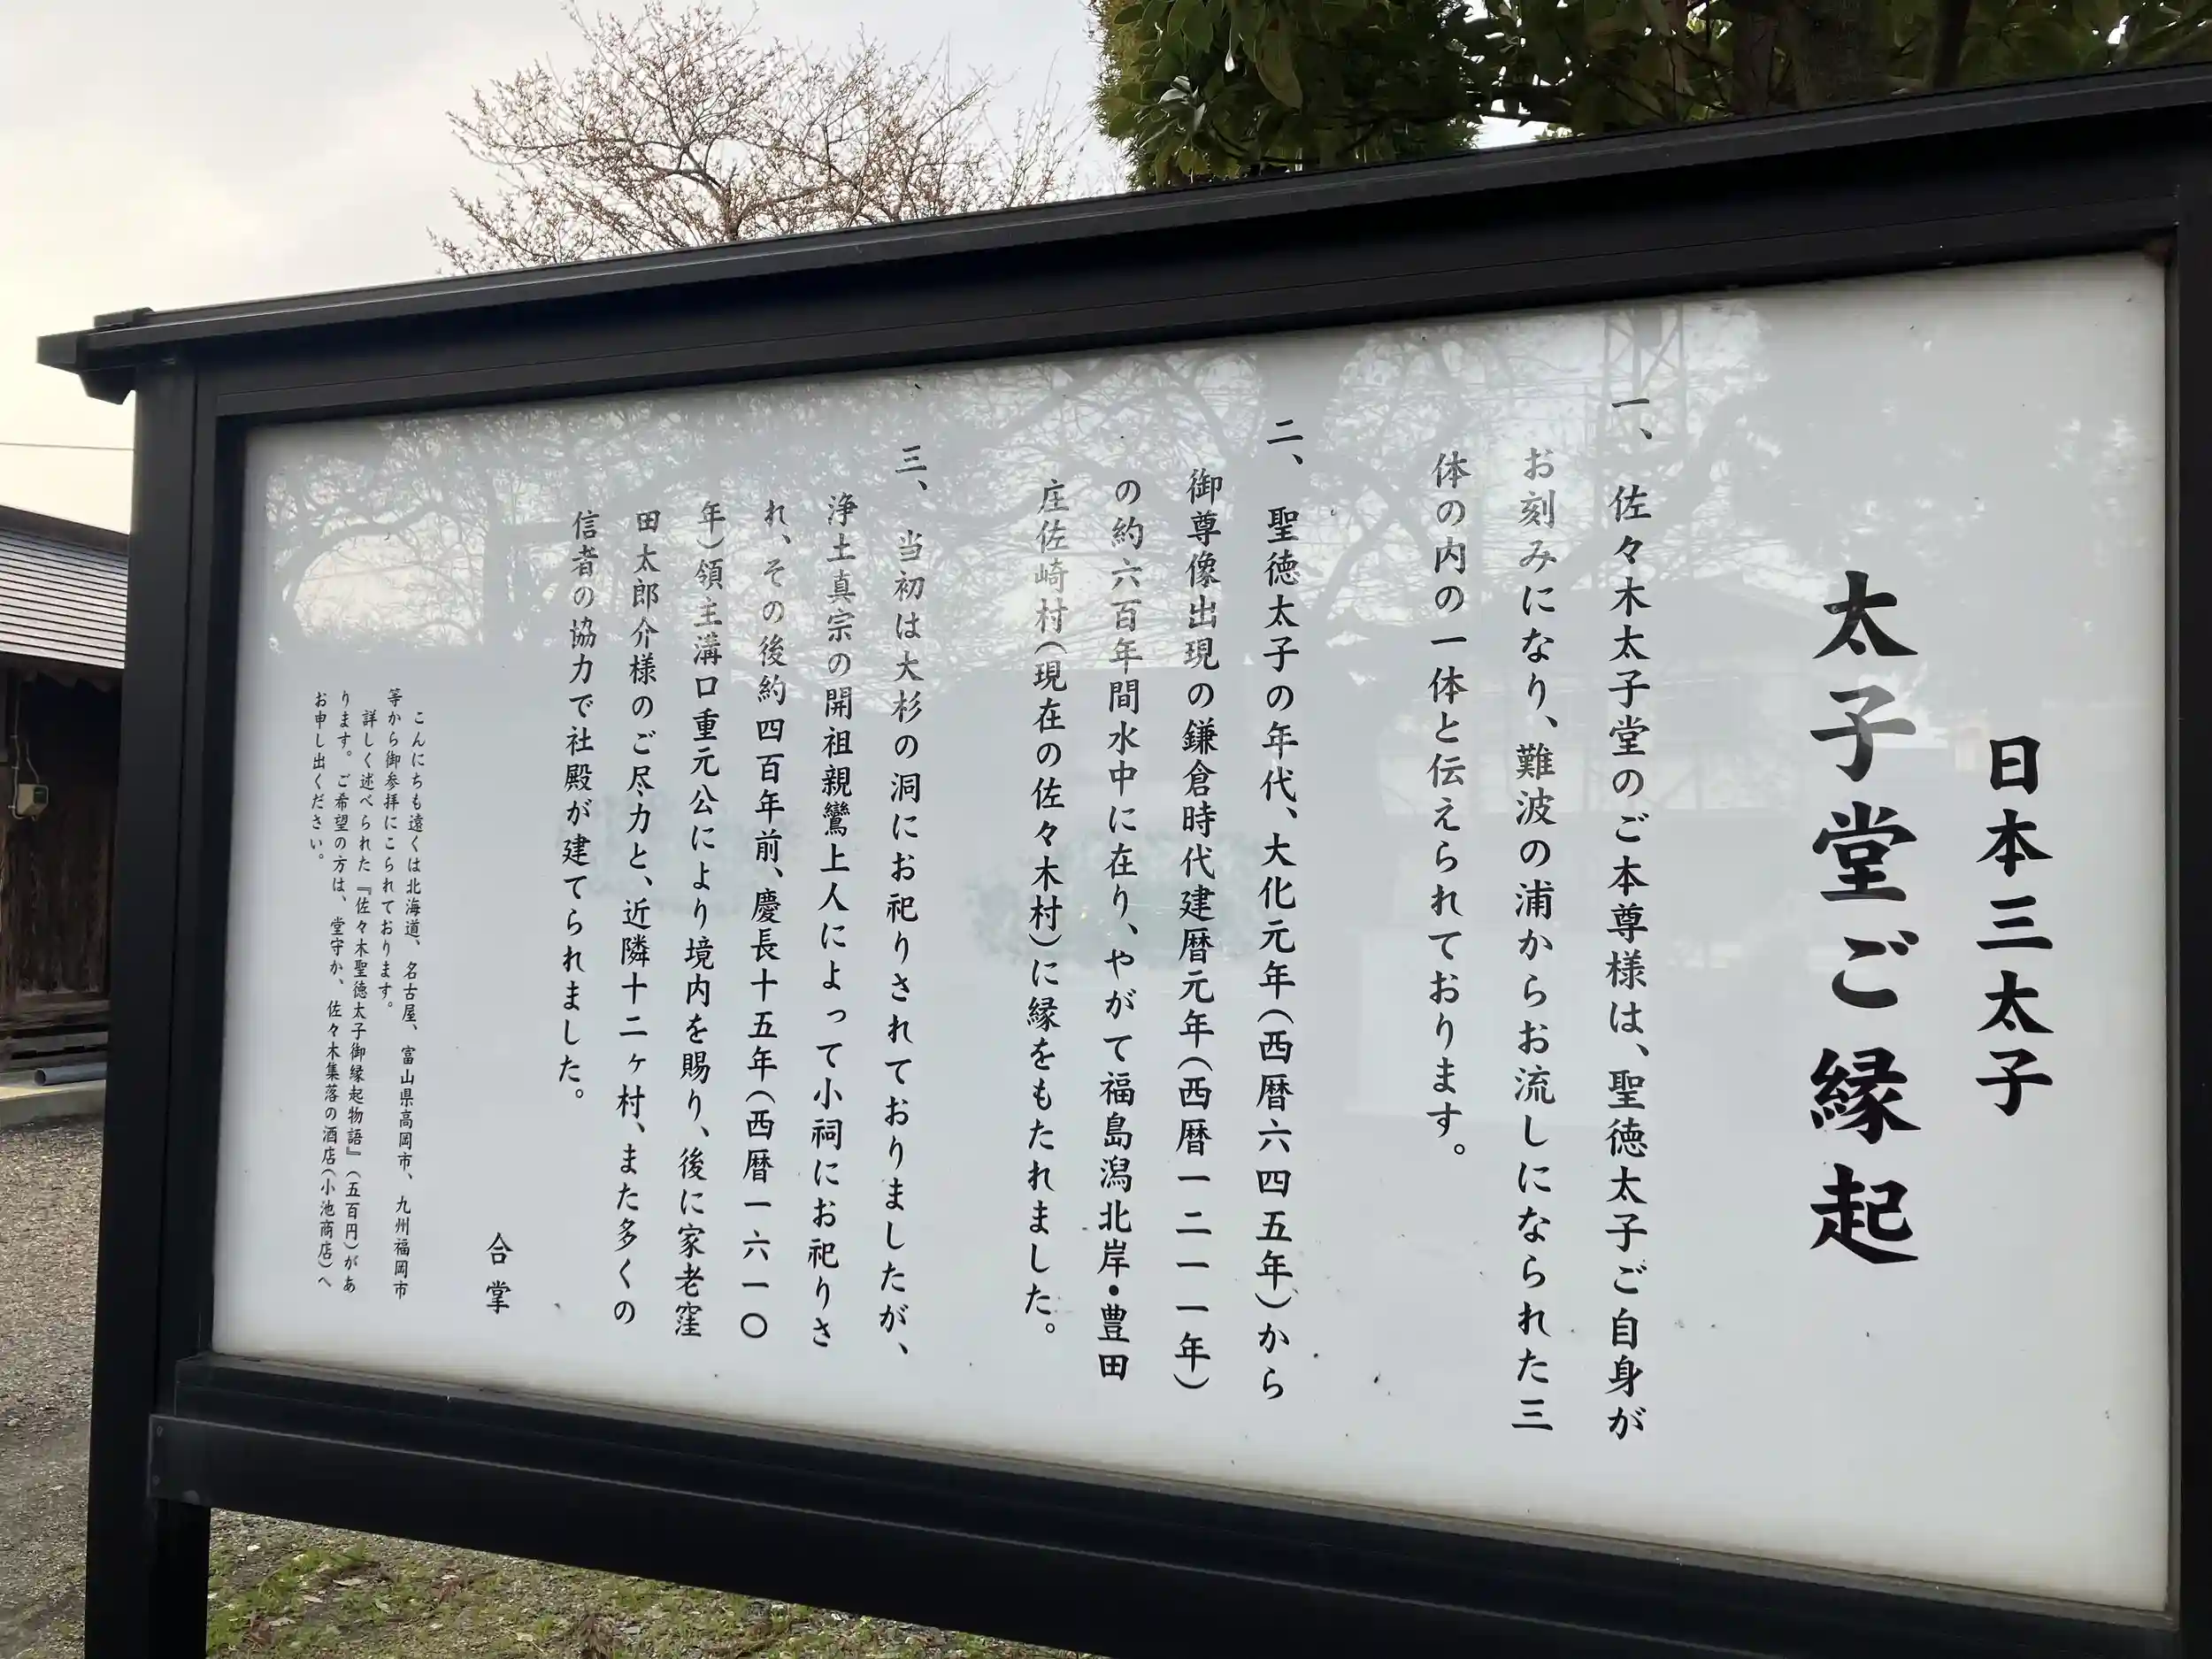 日本三太子
太子堂ご縁起
一、佐々木太子堂のご本尊様は、聖徳太子ご自身が
お刻みになり、難波の浦からお流しになられた三
体の内の一体と伝えられております。
二、聖徳太子の年代、大化元年(西暦六四五年)から
御尊像出現の鎌倉時代建暦元年(西暦一二一一年)
の約六百年間水中に在り、やがて福島潟北岸・豊田
庄佐崎村(現在の佐々木村)に縁をもたれました。
三、当初は大杉の洞にお祀りされておりましたが、
浄土真宗の開祖親鸞上人によって小祠にお祀りさ
れ、その後約四百年前、慶長十五年(西暦一六一〇
年)領主溝口重元公により境内を賜り、後に家老窪
田太郎介様のご尽力と、近隣十二ヶ村、また多くの
信者の協力で社殿が建てられました。
合掌
こんにちも遠くは北海道、名古屋、富山県高岡市、九州福岡市
等から御参拝にこられております。
詳しく述べられた『佐々木聖徳太子御縁起物語』(五百円)があ
ります。ご希望の方は、堂守か、佐々木集落の酒店(小池商店)へ
お申し出ください。